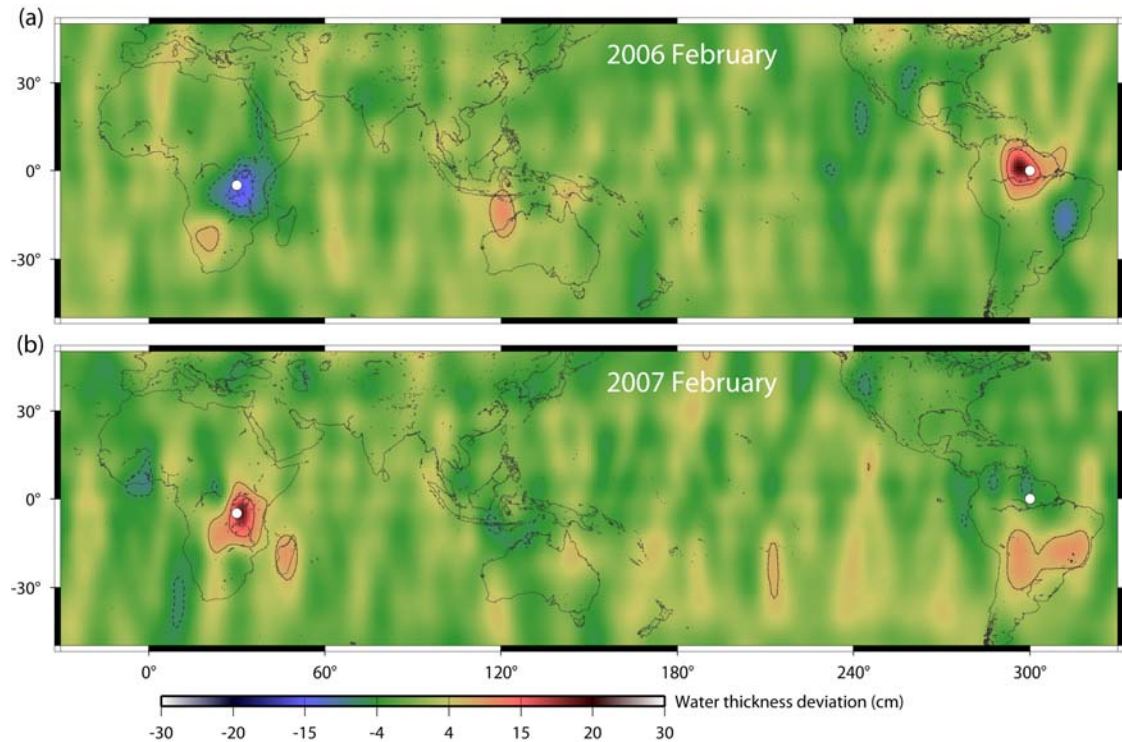 (a)
2006 February
30°
0°
-30°
(b)
2007 February
30°
0°
-30°
0° 60° 120° 180° 240° 300°
Water thickness deviation (cm)
-30 -20 -15 -4 4 15 20 30